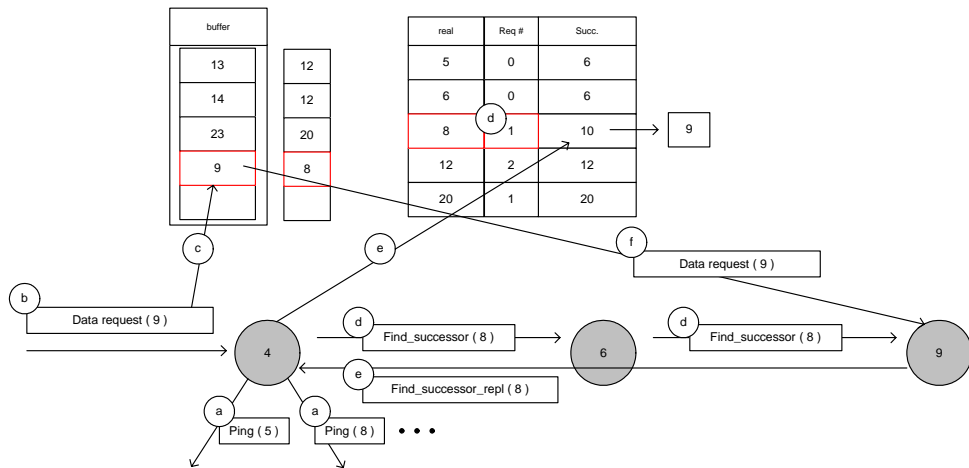 buffer
13
14
23
9
12
12
20
8
real Req # Succ.
5 0 6
6 0 6
d
8 1 10
9
12 2 12
20 1 20
c
e
f
Data request ( 9 )
b
Data request ( 9 )
4
d
Find_successor ( 8 )
6
d
Find_successor ( 8 )
9
e
Find_successor_repl ( 8 )
a
Ping ( 5 )
a
Ping ( 8 )
• • •